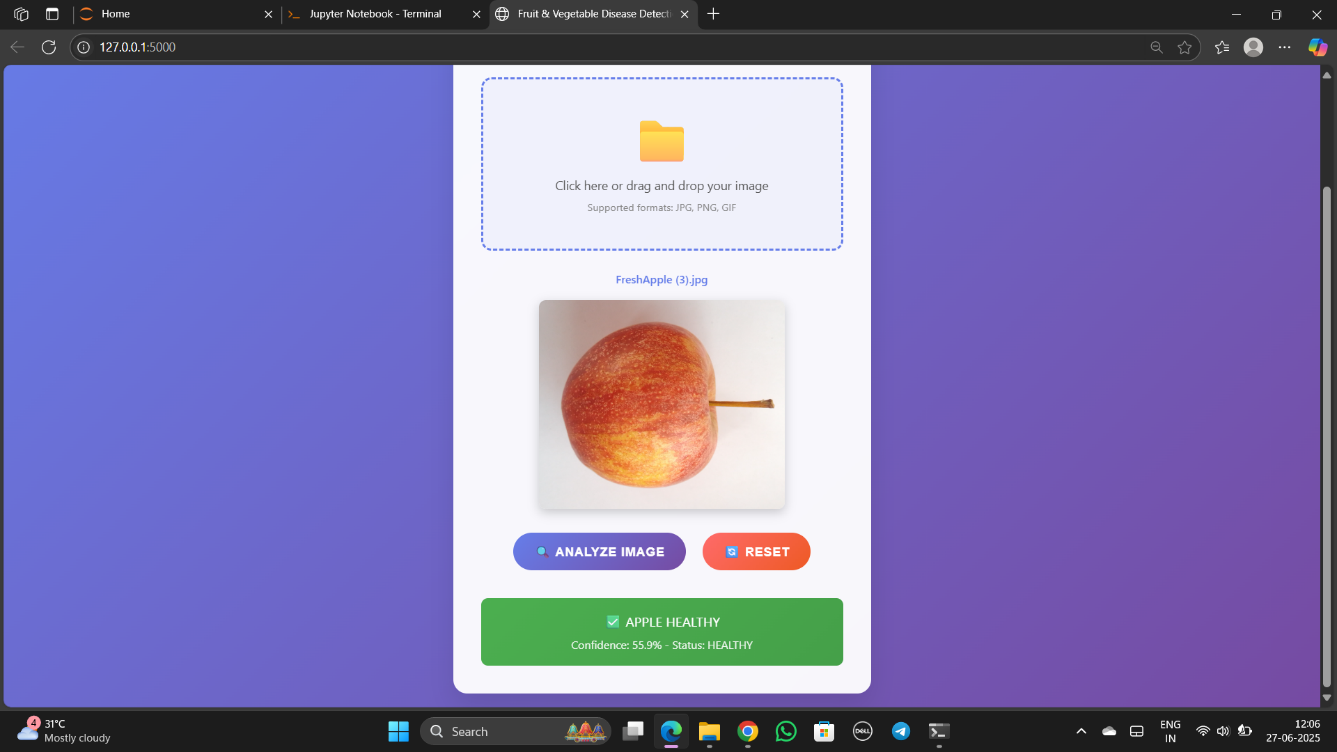 Home
Jupyter Notebook - Terminal
Fruit & Vegetable Disease Detecti
127.0.0.1:5000
Click here or drag and drop your image
Supported formats: JPG, PNG, GIF
FreshApple (3).jpg
ANALYZE IMAGE
RESET
APPLE HEALTHY
Confidence: 55.9% - Status: HEALTHY
4
31°C
Mostly cloudy
Search
DELL
ENG
IN
12:06
27-06-2025